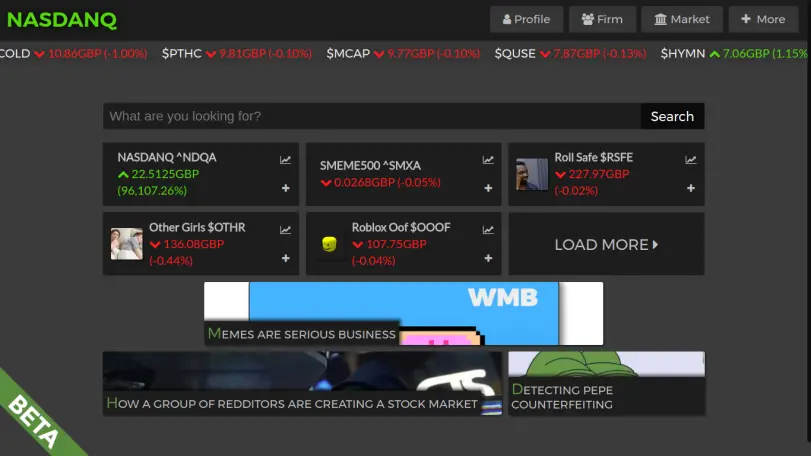 NASDANQ
Profile
Firm
Market
More
COLD 10.86GBP (-1.00%) $PTHC 9.81GBP (-0.10%) $MCAP 9.77GBP (-0.10%) $QUSE 7.87GBP (-0.13%) $HYMN 7.06GBP (1.15%
What are you looking for?
Search
NASDANQ ^NDQA
22.5125GBP
(96,107.26%)
SMEME500 ^SMXA
0.0268GBP (-0.05%)
Roll Safe $RSFE
227.97GBP
(-0.02%)
Other Girls $OTHR
136.08GBP
(-0.44%)
Roblox Oof $OOOF
107.75GBP
(-0.04%)
LOAD MORE
WMB
MEMES ARE SERIOUS BUSINESS
HOW A GROUP OF REDDITORS ARE CREATING A STOCK MARKET
DETECTING PEPE
COUNTERFEITING
BETA